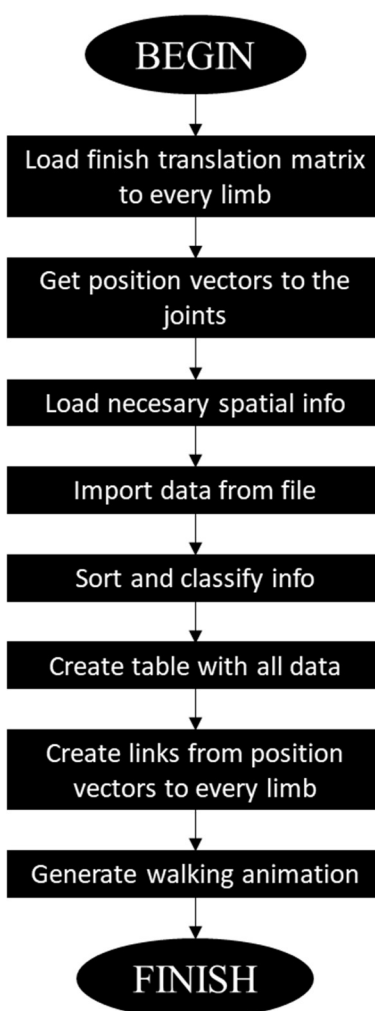 BEGIN
Load finish translation matrix
to every limb
Get position vectors to the
joints
Load necesary spatial info
Import data from file
Sort and classify info
Create table with all data
Create links from position
vectors to every limb
Generate walking animation
FINISH